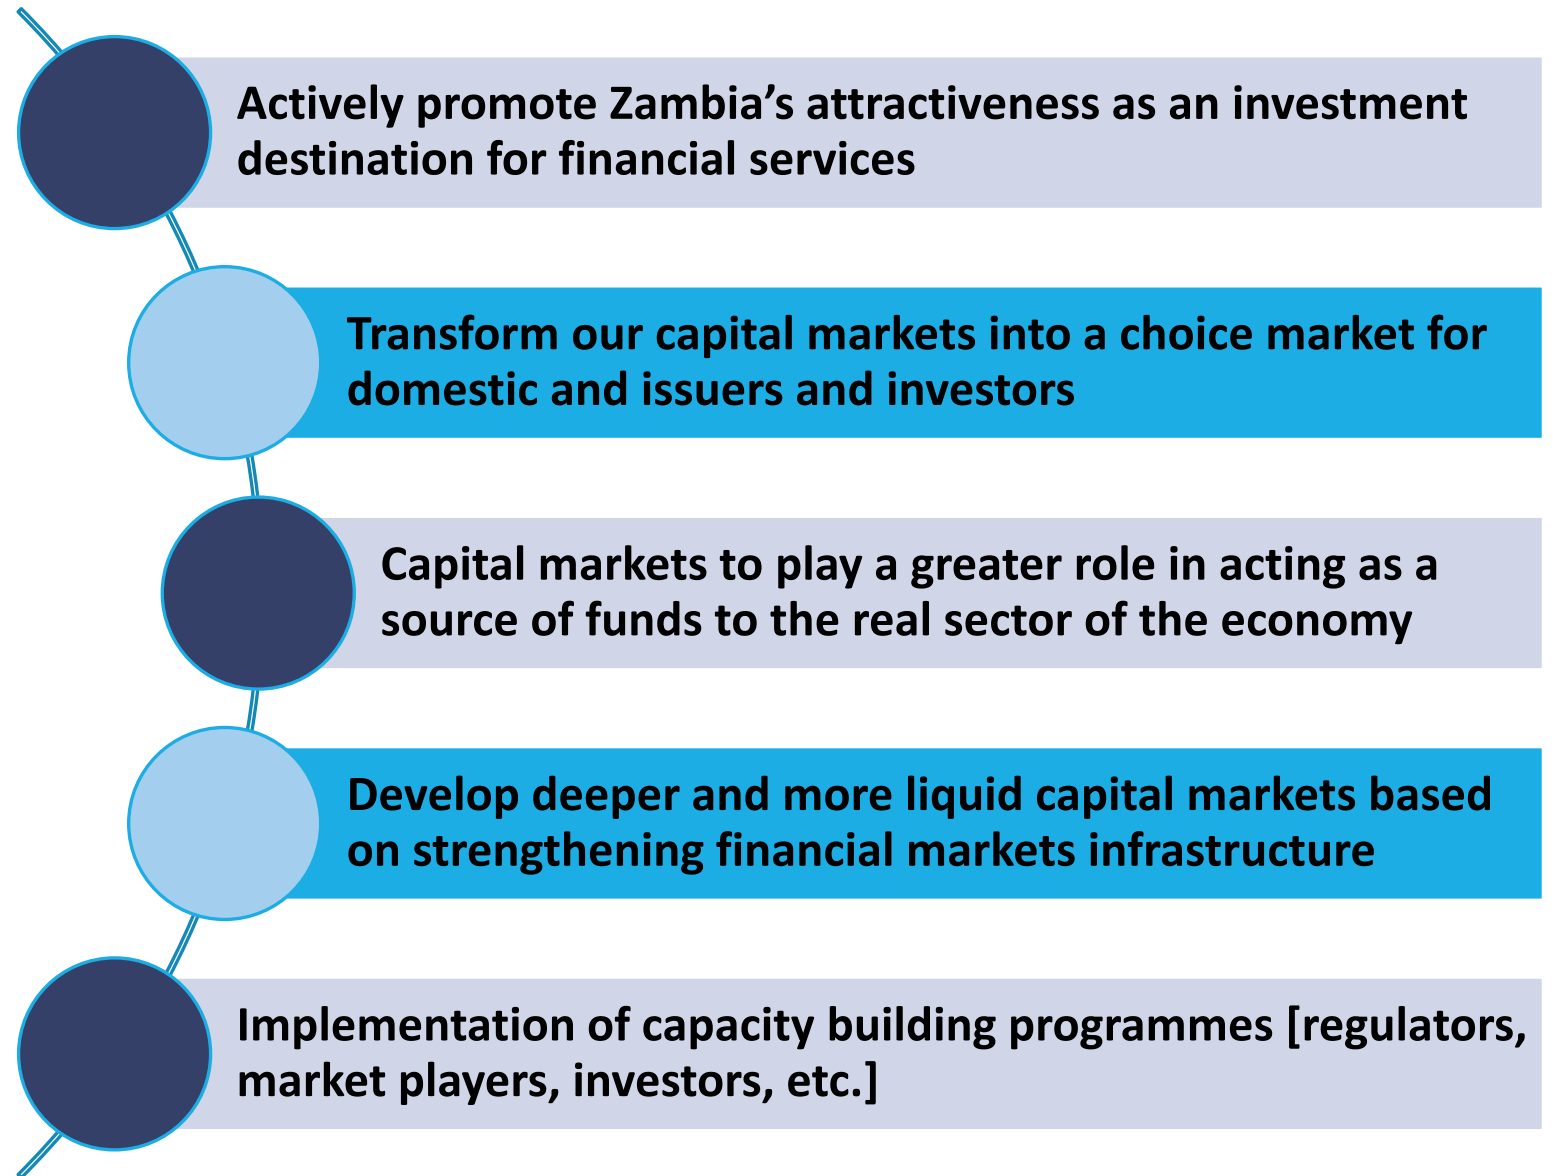 Actively promote Zambia’s attractiveness as an investment
destination for financial services
Transform our capital markets into a choice market for
domestic and issuers and investors
Capital markets to play a greater role in acting as a
source of funds to the real sector of the economy
Develop deeper and more liquid capital markets based
on strengthening financial markets infrastructure
Implementation of capacity building programmes [regulators,
market players, investors, etc.]